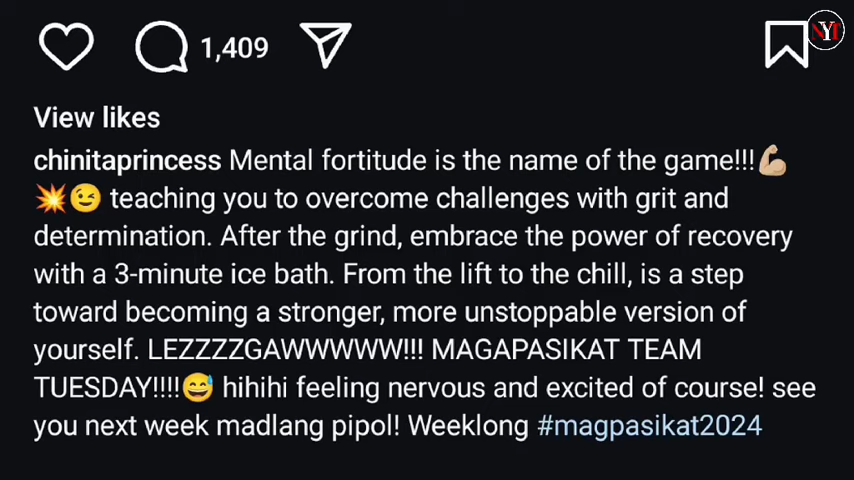 NYT
1,409
View likes
chinitaprincess Mental fortitude is the name of the game!!!💪🏼
💥😉 teaching you to overcome challenges with grit and
determination. After the grind, embrace the power of recovery
with a 3-minute ice bath. From the lift to the chill, is a step
toward becoming a stronger, more unstoppable version of
yourself. LEZZZZGAWWWWW!!! MAGAPASIKAT TEAM
TUESDAY!!!!😅 hihihi feeling nervous and excited of course! see
you next week madlang pipol! Weeklong #magpasikat2024